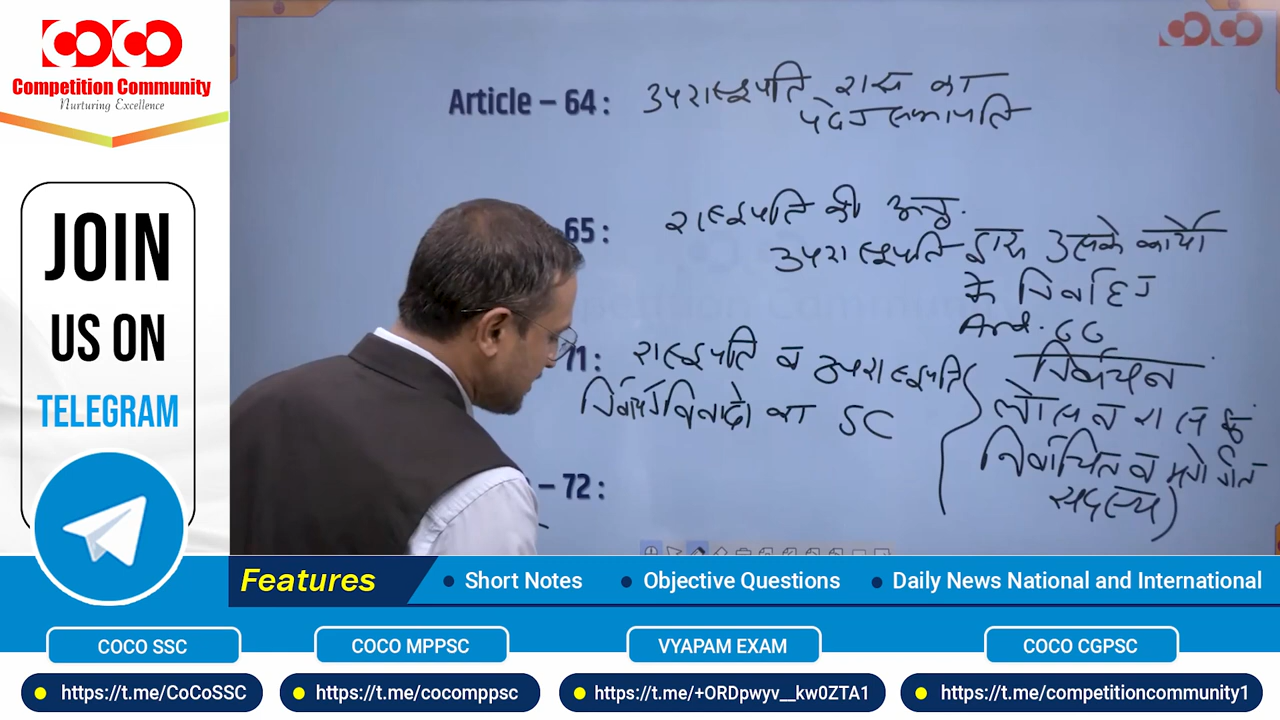 COCO
Competition Community
Nurturing Excellence
JOIN
US ON
TELEGRAM
COCO
Article – 64 : उपराष्ट्रपति रास का
पदेन सभापति
65 : राष्ट्रपति की अनु.
उपराष्ट्रपति द्वारा उसके कार्यों
के निर्वहन
Art. 66
71 : राष्ट्रपति व उपराष्ट्रपति
निर्वाचन विवादो का SC
निर्वाचन
लोस व रास के
निर्वाचित व मनोनीत
सदस्य)
– 72 :
Features
• Short Notes • Objective Questions • Daily News National and International
COCO SSC COCO MPPSC VYAPAM EXAM COCO CGPSC
https://t.me/CoCoSSC https://t.me/cocomppsc https://t.me/+ORDpwyv__kw0ZTA1 https://t.me/competitioncommunity1